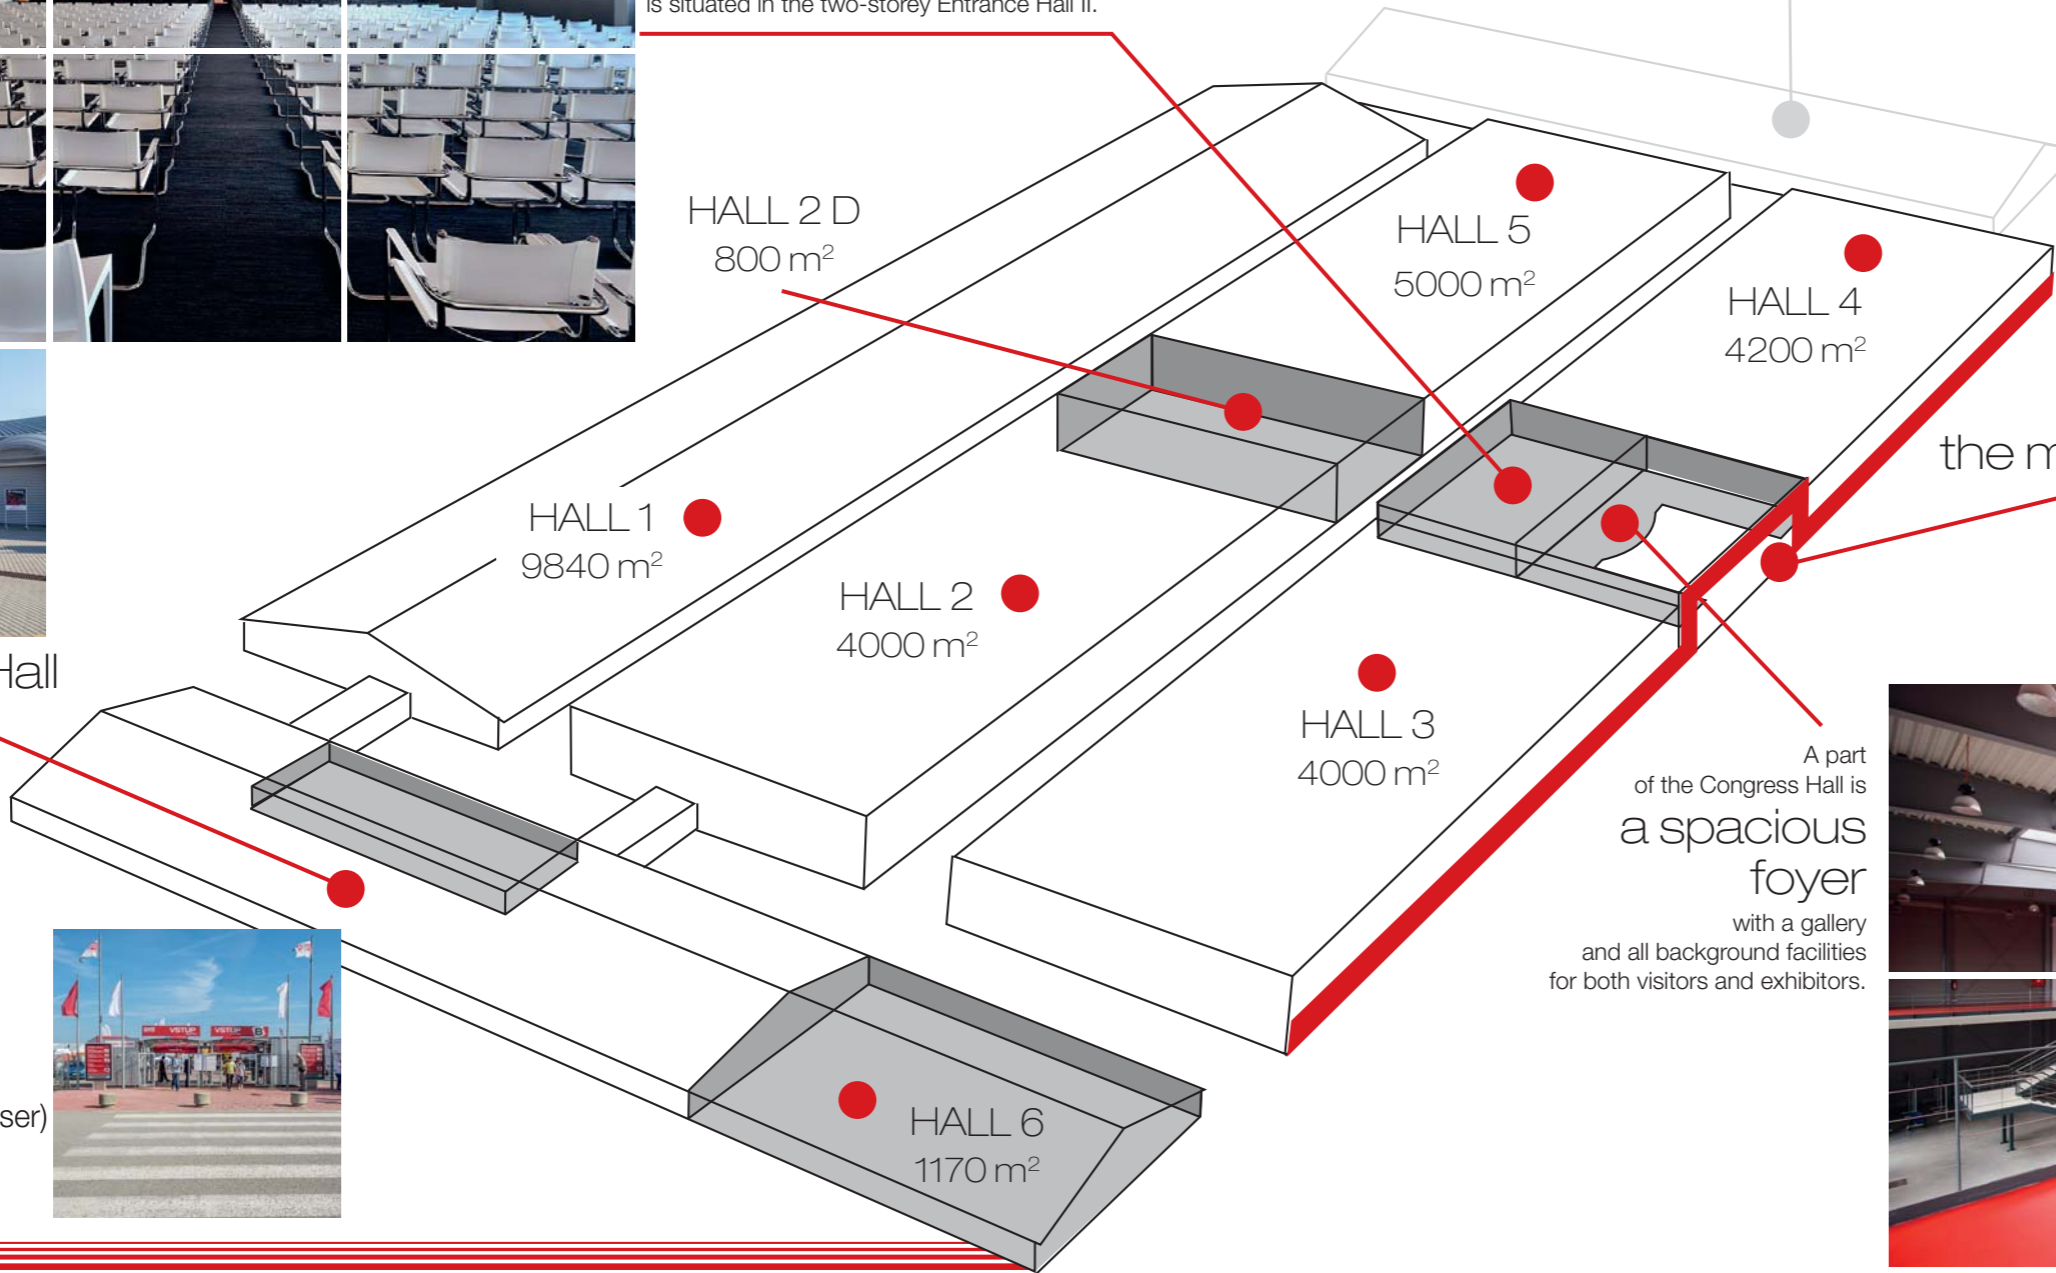 is situated in the two-storey Entrance Hall II.
HALL 2 D
800 m²
HALL 5
5000 m²
HALL 4
4200 m²
the m
HALL 1
9840 m²
HALL 2
4000 m²
Hall
HALL 3
4000 m²
A part
of the Congress Hall is
a spacious
foyer
with a gallery
and all background facilities
for both visitors and exhibitors.
VSTUP VSTUP B
ser)
HALL 6
1170 m²